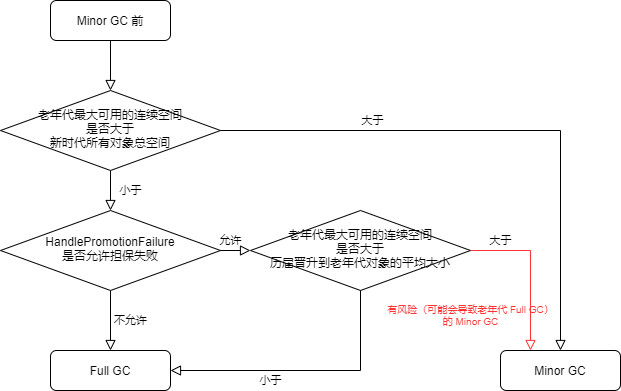 Minor GC 前
老年代最大可用的连续空间
是否大于
新时代所有对象总空间
大于
小于
HandlePromotionFailure
是否允许担保失败
允许
老年代最大可用的连续空间
是否大于
历届晋升到老年代对象的平均大小
大于
有风险（可能会导致老年代 Full GC）
的 Minor GC
不允许
小于
Full GC
Minor GC